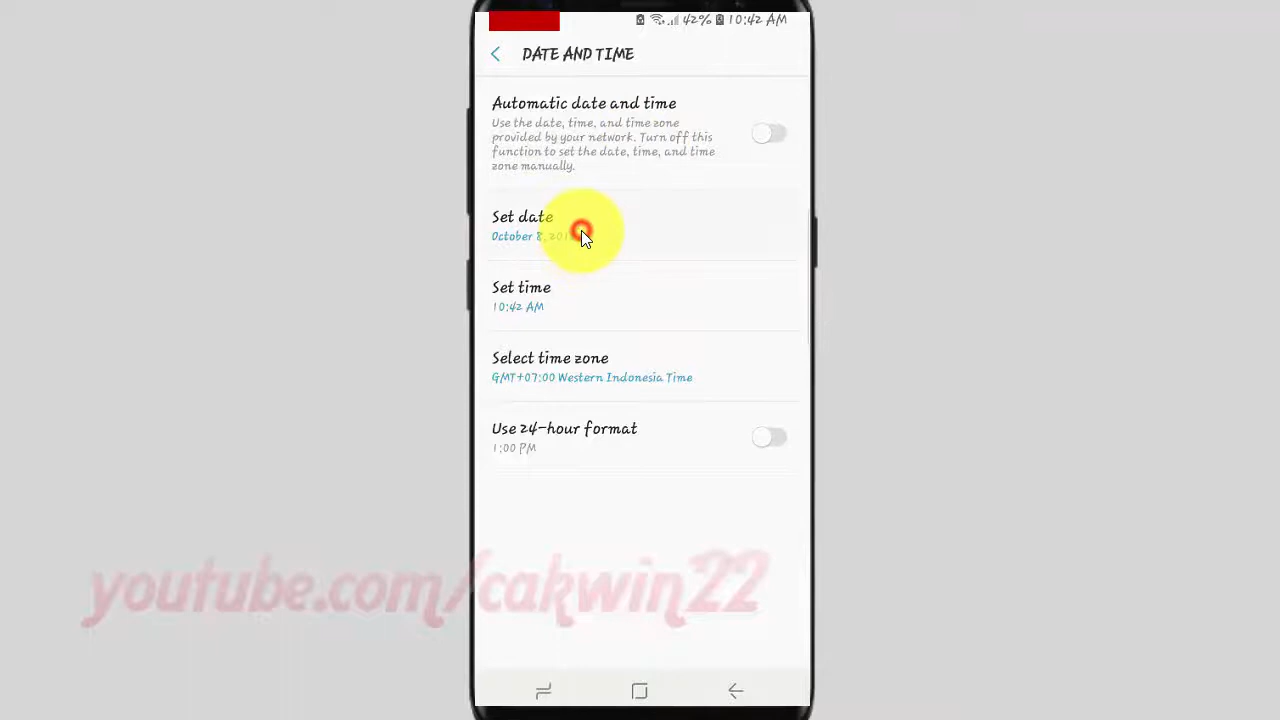 42% 10:42 AM
DATE AND TIME
Automatic date and time
Use the date, time, and time zone
provided by your network. Turn off this
function to set the date, time, and time
zone manually.
Set date
October 8,
Set time
10:42 AM
Select time zone
GMT+07:00 Western Indonesia Time
Use 24-hour format
1:00 PM
youtube.com/cakwin22